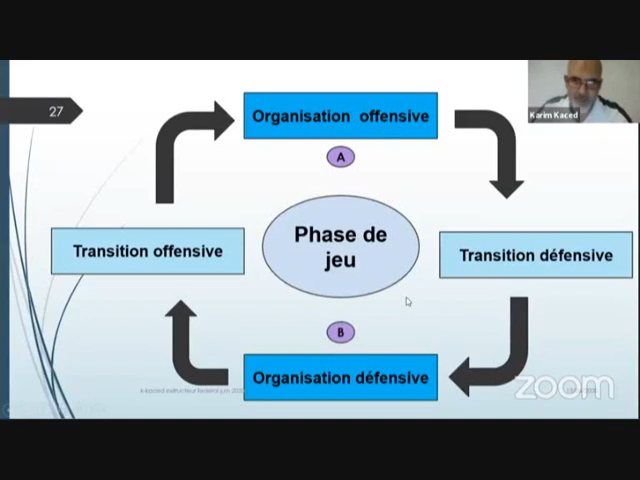 27
Karim Kaced
Organisation offensive
A
Phase de
jeu
Transition offensive
Transition défensive
B
Organisation défensive
zoom